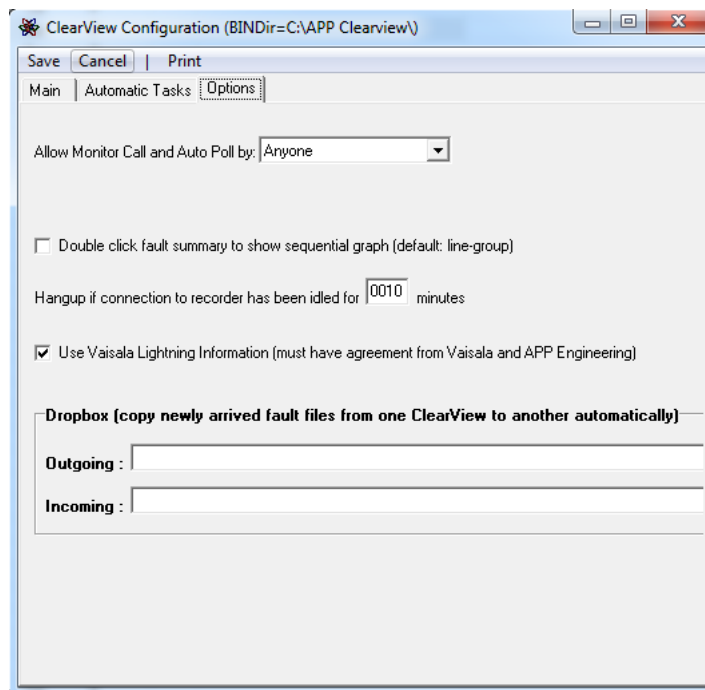 ClearView Configuration (BINDir=C:\APP Clearview\)
Save Cancel | Print
Main Automatic Tasks Options
Allow Monitor Call and Auto Poll by: Anyone
Double click fault summary to show sequential graph (default: line-group)
Hangup if connection to recorder has been idled for 0010 minutes
Use Vaisala Lightning Information (must have agreement from Vaisala and APP Engineering)
Dropbox (copy newly arrived fault files from one ClearView to another automatically)
Outgoing :
Incoming :